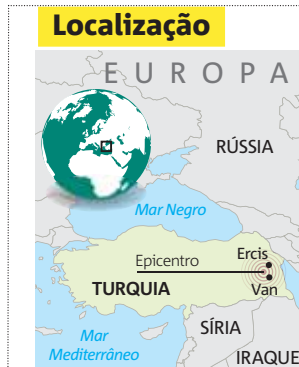 Localização
EUROPA
RÚSSIA
Mar Negro
Epicentro
Ercis
TURQUIA
Van
SÍRIA
Mar
Mediterrâneo
IRAQUE